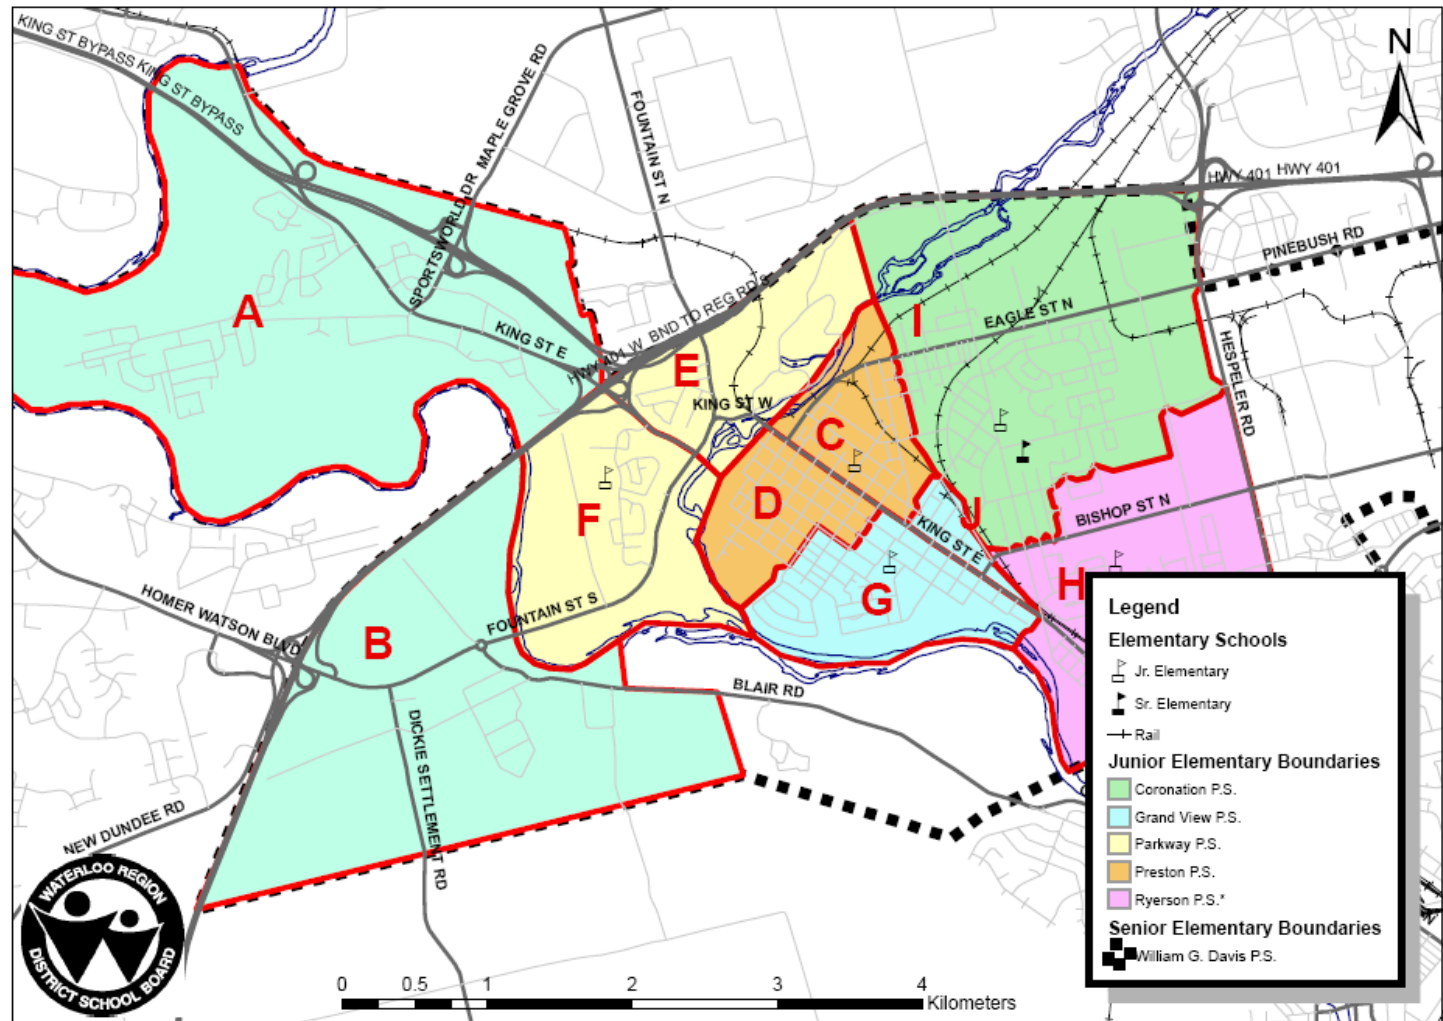 KING ST BYPASS KING ST BYPASS
MAPLE GROVE RD
SPORTSWORLD DR
FOUNTAIN ST N
N
HWY 401 HWY 401
PINEBUSH RD
A
I
EAGLE ST N
KING ST E
HWY 401 W BND TO REG RD 8
E
KING ST W
HESPELER RD
C
D
F
J
KING ST E
BISHOP ST N
HOMER WATSON BLVD
B
FOUNTAIN ST S
G
H
BLAIR RD
DICKIE SETTLEMENT RD
NEW DUNDEE RD
WATERLOO REGION
DISTRICT SCHOOL BOARD
0 0.5 1 2 3 4
Kilometers
Legend
Elementary Schools
Jr. Elementary
Sr. Elementary
Rail
Junior Elementary Boundaries
Coronation P.S.
Grand View P.S.
Parkway P.S.
Preston P.S.
Ryerson P.S.*
Senior Elementary Boundaries
William G. Davis P.S.